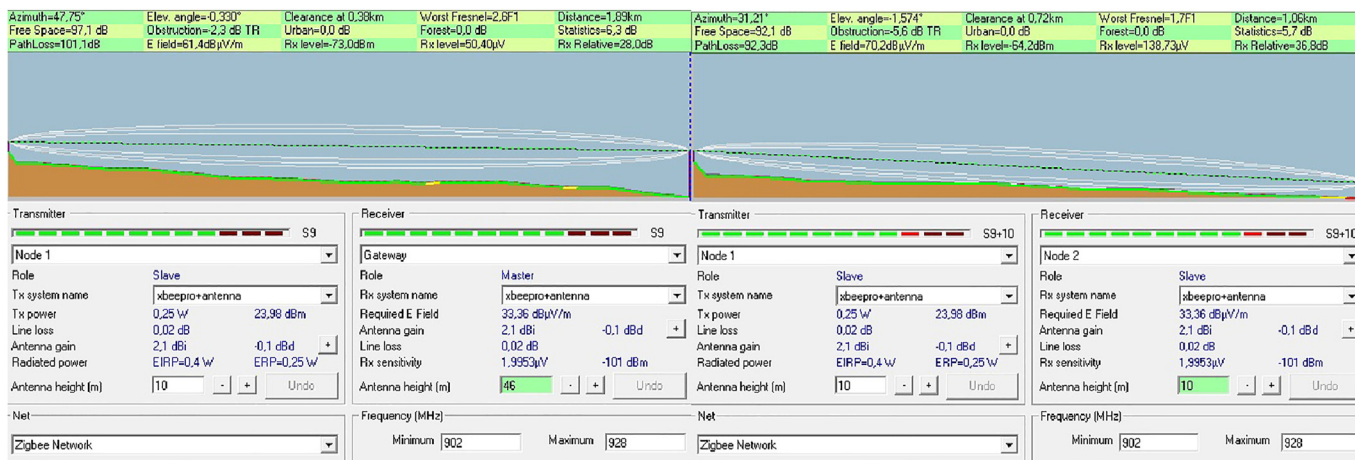 Azimuth=47,75° Elev. angle=-0,330° Clearance at 0,38km Worst Fresnel=2,6F1 Distance=1,89km
Free Space=97,1 dB Obstruction=-2,3 dB TR Urban=0,0 dB Forest=0,0 dB Statistics=6,3 dB
PathLoss=101,1dB E field=61,4dBµV/m Rx level=-73,0dBm Rx level=50,40µV Rx Relative=28,0dB
Transmitter
S9
Node 1
Role Slave
Tx system name xbeepro+antenna
Tx power 0,25 W 23,98 dBm
Line loss 0,02 dB
Antenna gain 2,1 dBi -0,1 dBd +
Radiated power EIRP=0,4 W ERP=0,25 W
Antenna height (m) 10 - + Undo
Net
Zigbee Network
Receiver
S9
Gateway
Role Master
Rx system name xbeepro+antenna
Required E Field 33,36 dBµV/m
Antenna gain 2,1 dBi -0,1 dBd +
Line loss 0,02 dB
Rx sensitivity 1,9953µV -101 dBm
Antenna height (m) 46 - + Undo
Frequency (MHz)
Minimum 902 Maximum 928
Azimuth=31,21° Elev. angle=-1,574° Clearance at 0,72km Worst Fresnel=1,7F1 Distance=1,06km
Free Space=92,1 dB Obstruction=-5,6 dB TR Urban=0,0 dB Forest=0,0 dB Statistics=5,7 dB
PathLoss=92,3dB E field=70,2dBµV/m Rx level=-64,2dBm Rx level=138,73µV Rx Relative=36,8dB
Transmitter
S9+10
Node 1
Role Slave
Tx system name xbeepro+antenna
Tx power 0,25 W 23,98 dBm
Line loss 0,02 dB
Antenna gain 2,1 dBi -0,1 dBd +
Radiated power EIRP=0,4 W ERP=0,25 W
Antenna height (m) 10 - + Undo
Net
Zigbee Network
Receiver
S9+10
Node 2
Role Slave
Rx system name xbeepro+antenna
Required E Field 33,36 dBµV/m
Antenna gain 2,1 dBi -0,1 dBd +
Line loss 0,02 dB
Rx sensitivity 1,9953µV -101 dBm
Antenna height (m) 10 - + Undo
Frequency (MHz)
Minimum 902 Maximum 928